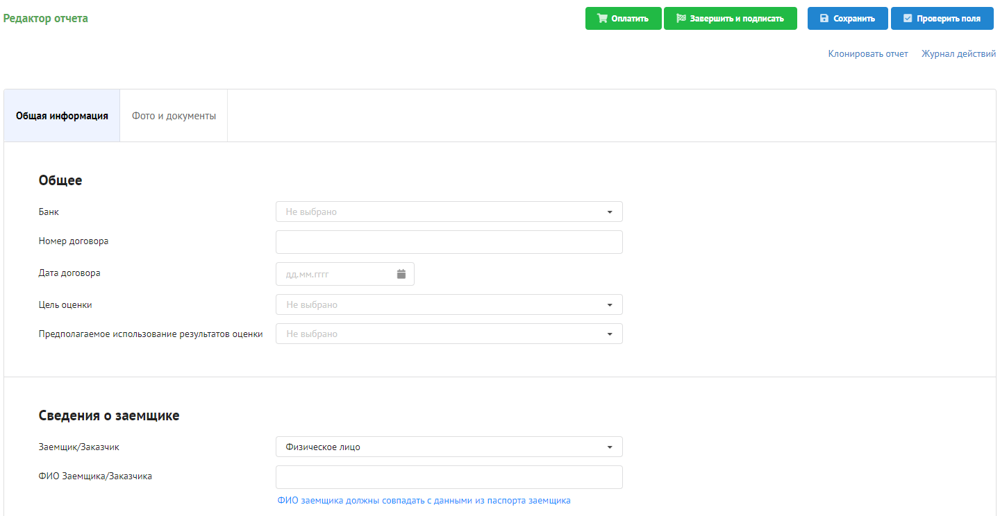 Редактор отчета
Оплатить
Завершить и подписать
Сохранить
Проверить поля
Клонировать отчет
Журнал действий
Общая информация
Фото и документы
Общее
Банк
Не выбрано
Номер договора
Дата договора
дд.мм.гггг
Цель оценки
Не выбрано
Предполагаемое использование результатов оценки
Не выбрано
Сведения о заемщике
Заемщик/Заказчик
Физическое лицо
ФИО Заемщика/Заказчика
ФИО заемщика должны совпадать с данными из паспорта заемщика